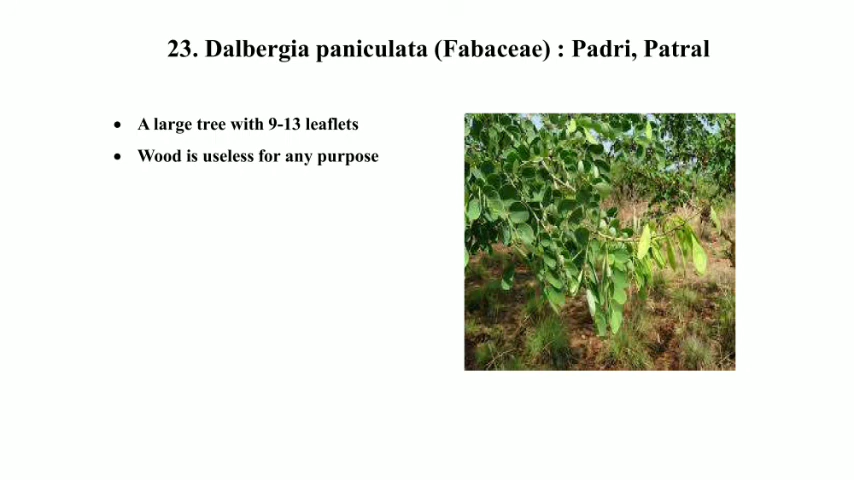 23. Dalbergia paniculata (Fabaceae) : Padri, Patral
• A large tree with 9-13 leaflets
• Wood is useless for any purpose